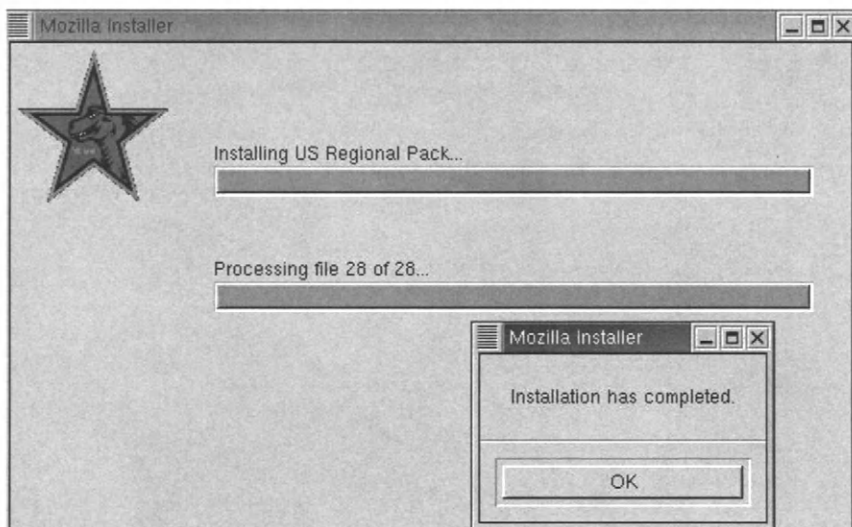 Mozilla Installer
Installing US Regional Pack...
Processing file 28 of 28...
Mozilla Installer
Installation has completed.
OK